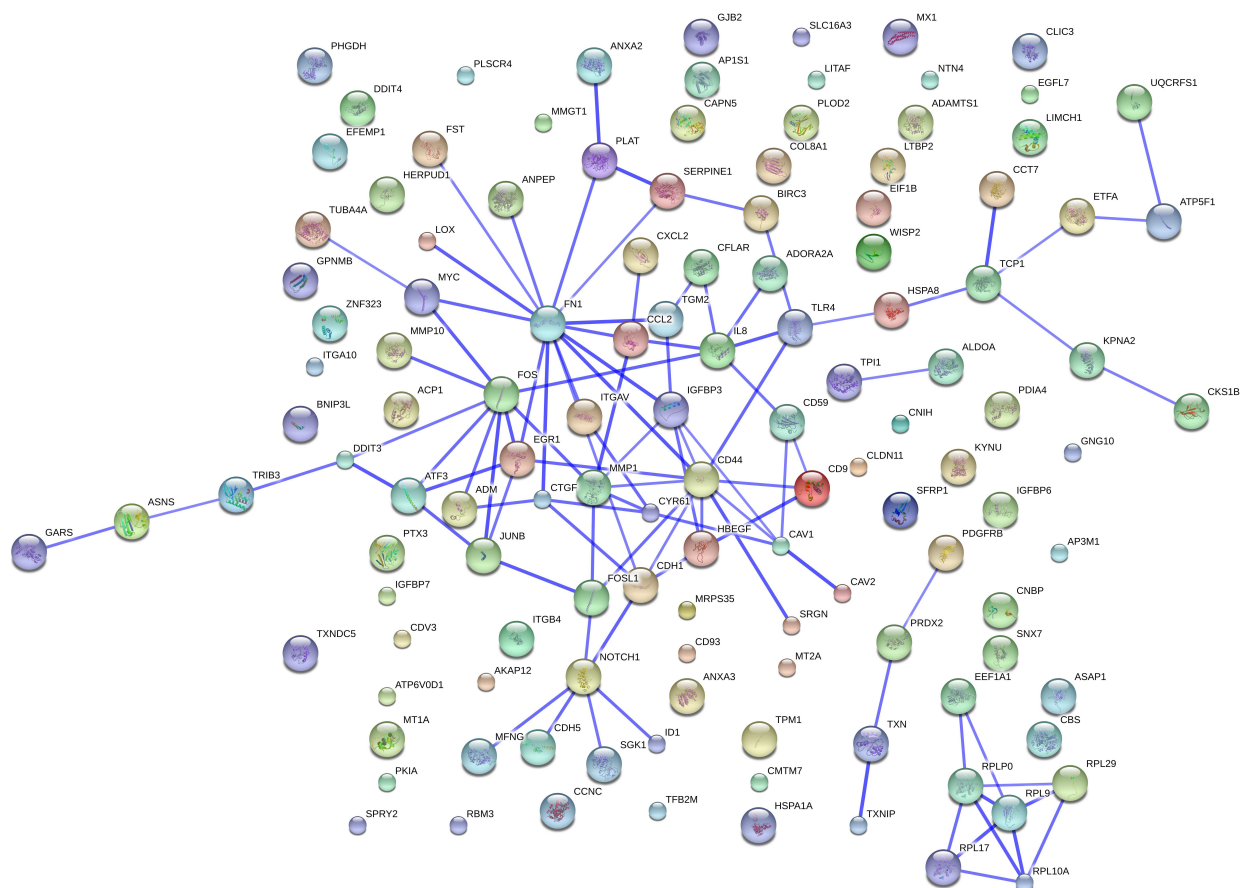 GJB2
SLC16A3
MX1
CLIC3
PHGDH
ANXA2
PLSCR4
AP1S1
LITAF
NTN4
EGFL7
UQCRFS1
DDIT4
MMGT1
CAPN5
PLOD2
ADAMTS1
LIMCH1
EFEMP1
FST
PLAT
COL8A1
LTBP2
CCT7
HERPUD1
ANPEP
SERPINE1
BIRC3
EIF1B
ETFA
ATP5F1
TUBA4A
LOX
CXCL2
CFLAR
ADORA2A
WISP2
TCP1
GPNMB
MYC
FN1
TGM2
TLR4
HSPA8
ZNF323
CCL2
IL8
MMP10
ALDOA
KPNA2
ITGA10
FOS
TPI1
ACP1
ITGAV
IGFBP3
CD59
PDIA4
CKS1B
BNIP3L
CNIH
EGR1
KYNU
GNG10
DDIT3
MMP1
CD44
CLDN11
TRIB3
ATF3
ADM
CTGF
CD9
SFRP1
IGFBP6
ASNS
CYR61
GARS
PTX3
JUNB
HBEGF
CAV1
PDGFRB
AP3M1
IGFBP7
FOSL1
CDH1
CAV2
MRPS35
SRGN
CNBP
TXNDC5
CDV3
ITGB4
CD93
PRDX2
SNX7
AKAP12
NOTCH1
MT2A
ATP6V0D1
ANXA3
EEF1A1
ASAP1
MT1A
MFNG
CDH5
SGK1
ID1
TPM1
TXN
CBS
PKIA
CMTM7
RPLP0
RPL9
RPL29
CCNC
TFB2M
HSPA1A
TXNIP
SPRY2
RBM3
RPL17
RPL10A